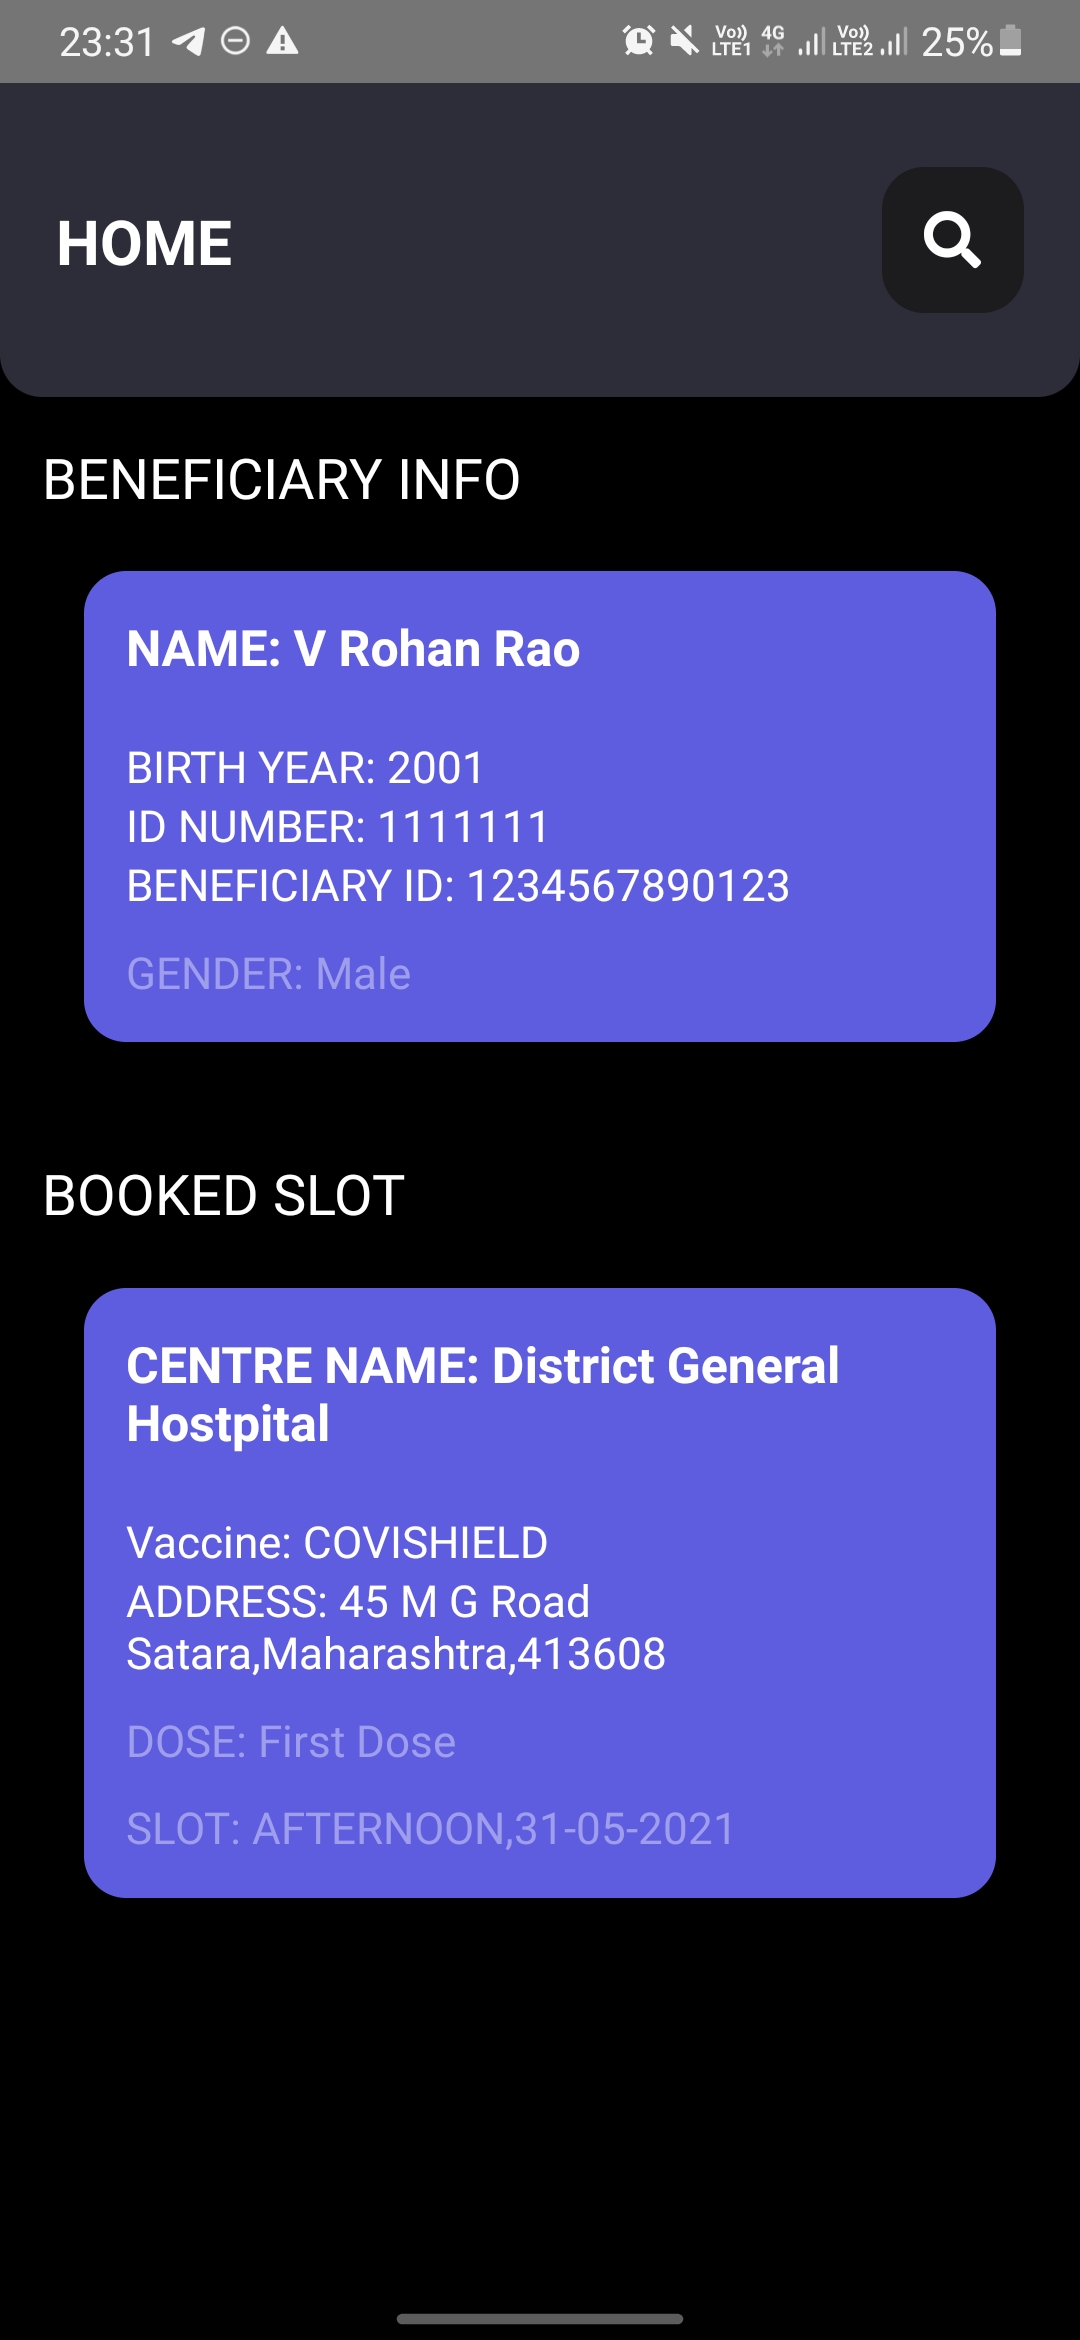 23:31
Vo)) LTE1 4G Vo)) LTE2 25%
HOME
BENEFICIARY INFO
NAME: V Rohan Rao
BIRTH YEAR: 2001
ID NUMBER: 1111111
BENEFICIARY ID: 1234567890123
GENDER: Male
BOOKED SLOT
CENTRE NAME: District General
Hostpital
Vaccine: COVISHIELD
ADDRESS: 45 M G Road
Satara,Maharashtra,413608
DOSE: First Dose
SLOT: AFTERNOON,31-05-2021